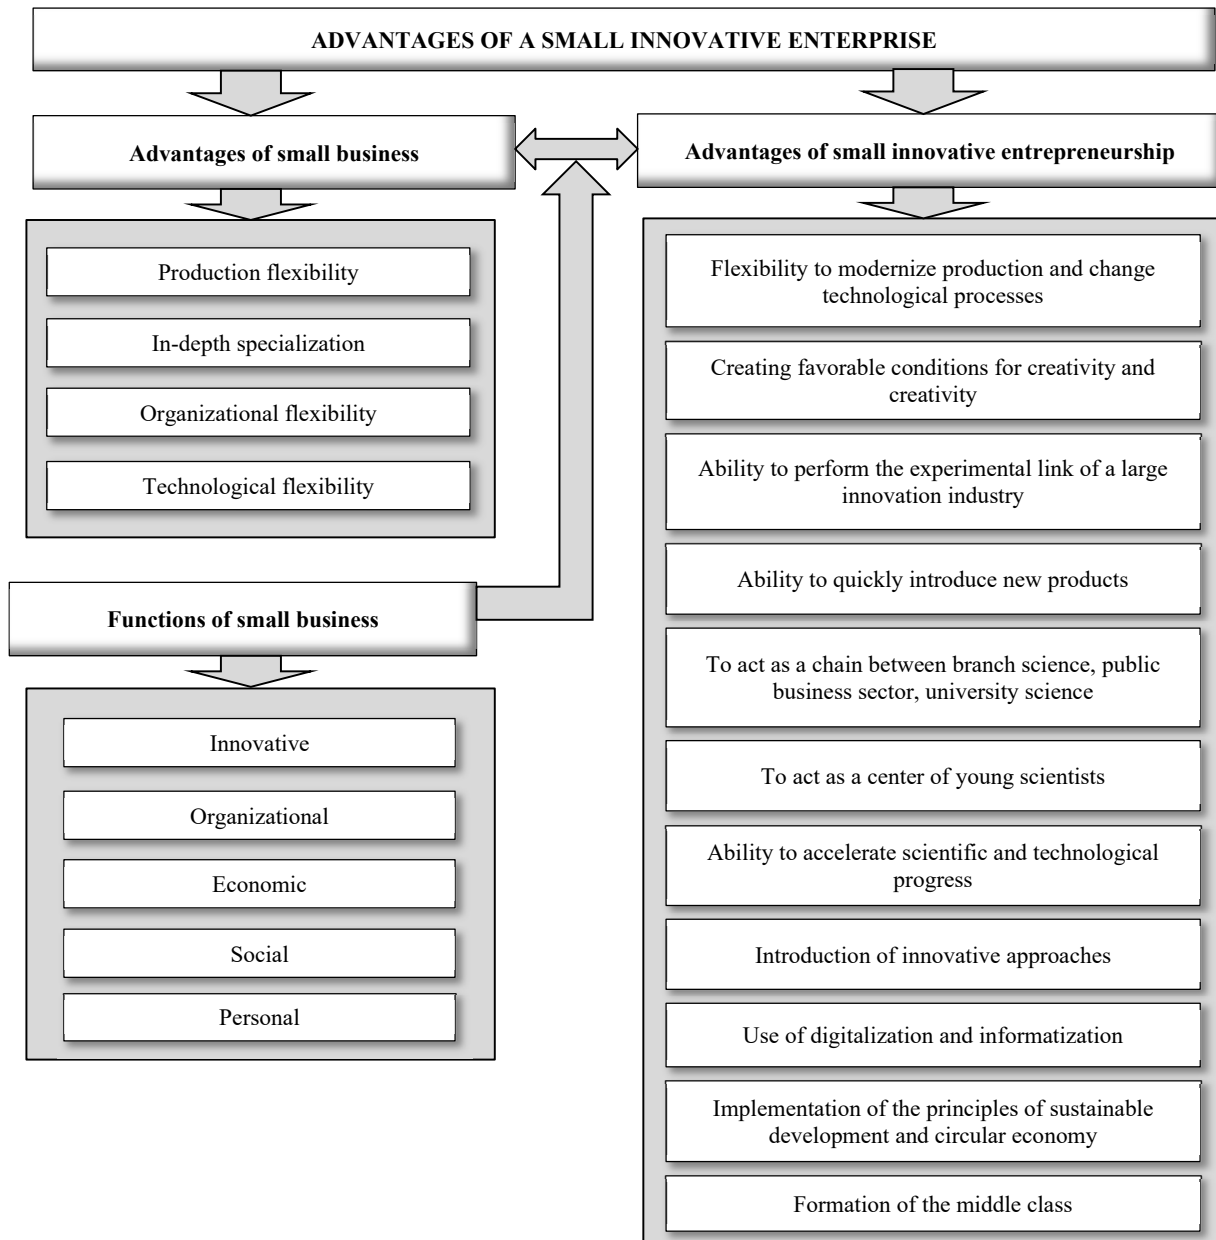 ADVANTAGES OF A SMALL INNOVATIVE ENTERPRISE
Advantages of small business
Production flexibility
In-depth specialization
Organizational flexibility
Technological flexibility
Functions of small business
Innovative
Organizational
Economic
Social
Personal
Advantages of small innovative entrepreneurship
Flexibility to modernize production and change
technological processes
Creating favorable conditions for creativity and
creativity
Ability to perform the experimental link of a large
innovation industry
Ability to quickly introduce new products
To act as a chain between branch science, public
business sector, university science
To act as a center of young scientists
Ability to accelerate scientific and technological
progress
Introduction of innovative approaches
Use of digitalization and informatization
Implementation of the principles of sustainable
development and circular economy
Formation of the middle class